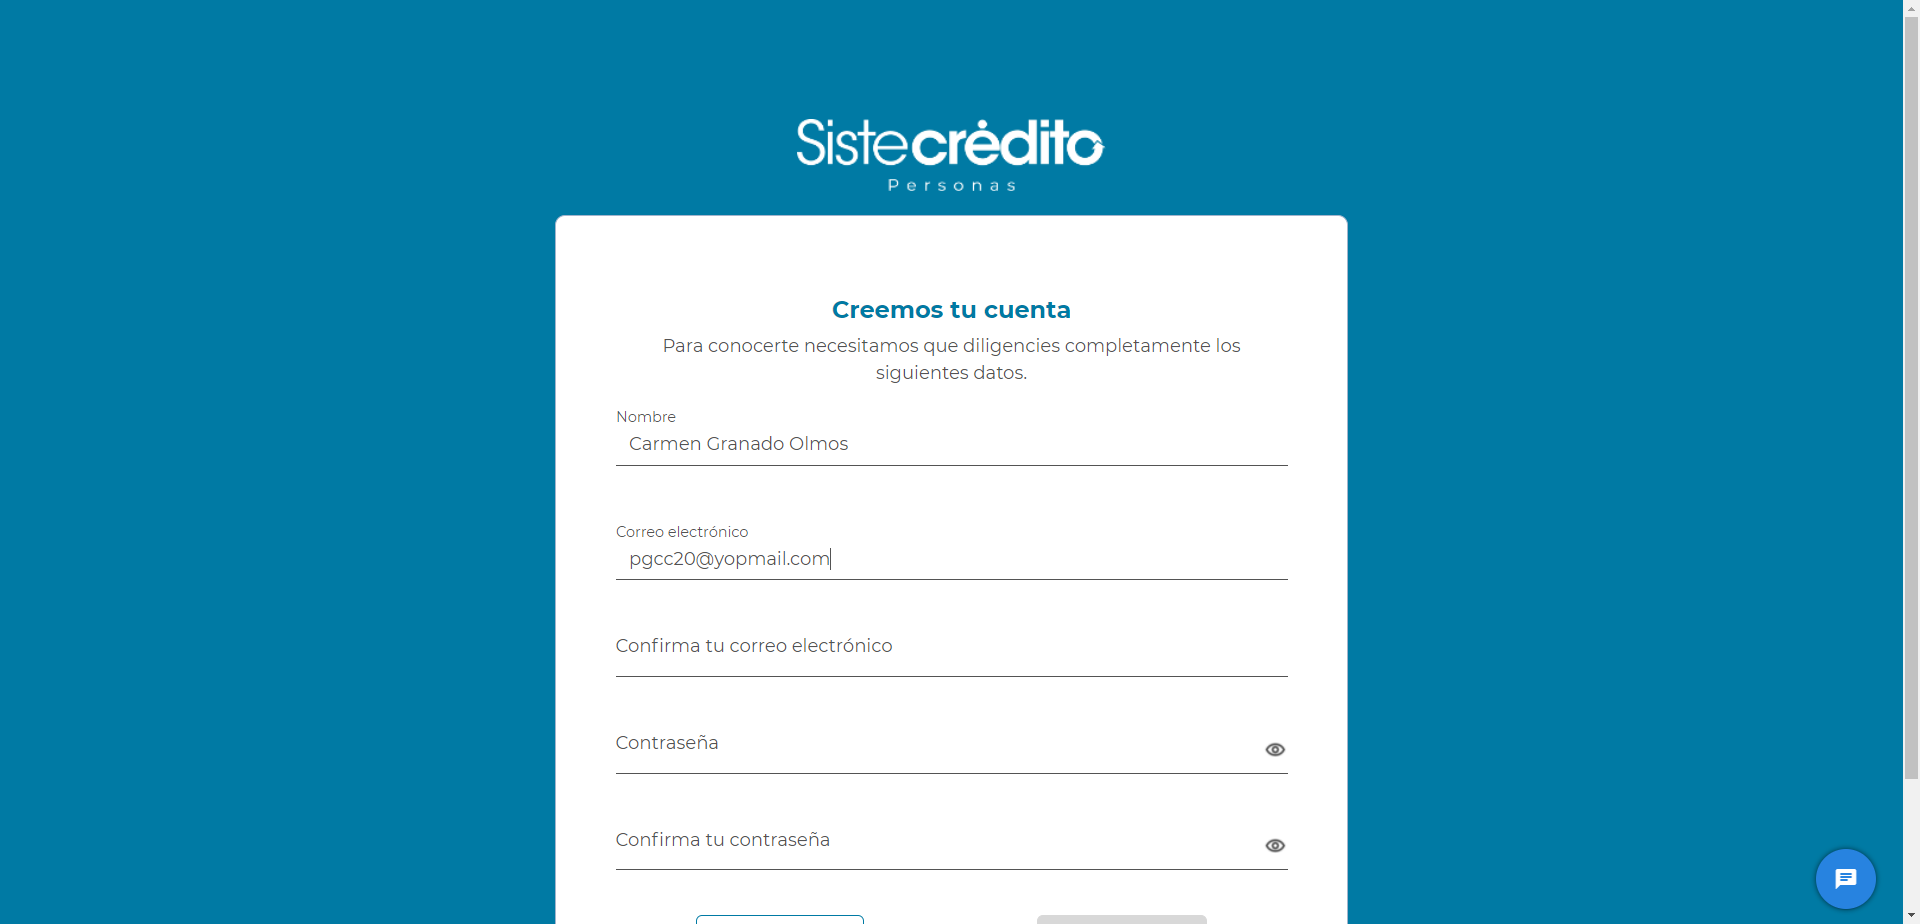 Sistecrédito
Personas
Creemos tu cuenta
Para conocerte necesitamos que diligencies completamente los
siguientes datos.
Nombre
Carmen Granado Olmos
Correo electrónico
pgcc20@yopmail.com
Confirma tu correo electrónico
Contraseña
Confirma tu contraseña